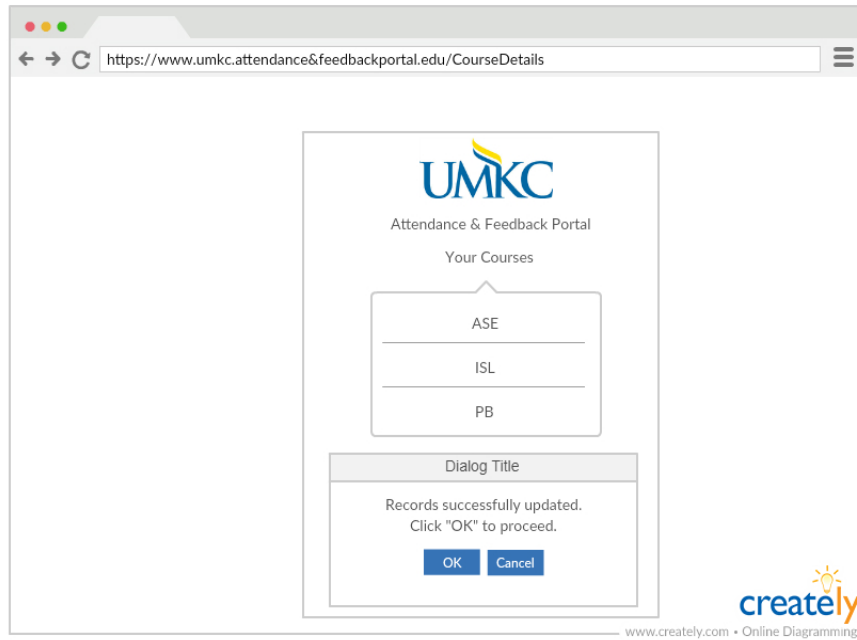 https://www.umkc.attendance&feedbackportal.edu/CourseDetails
UMKC
Attendance & Feedback Portal
Your Courses
ASE
ISL
PB
Dialog Title
Records successfully updated.
Click "OK" to proceed.
OK Cancel
creately
www.creately.com • Online Diagramming